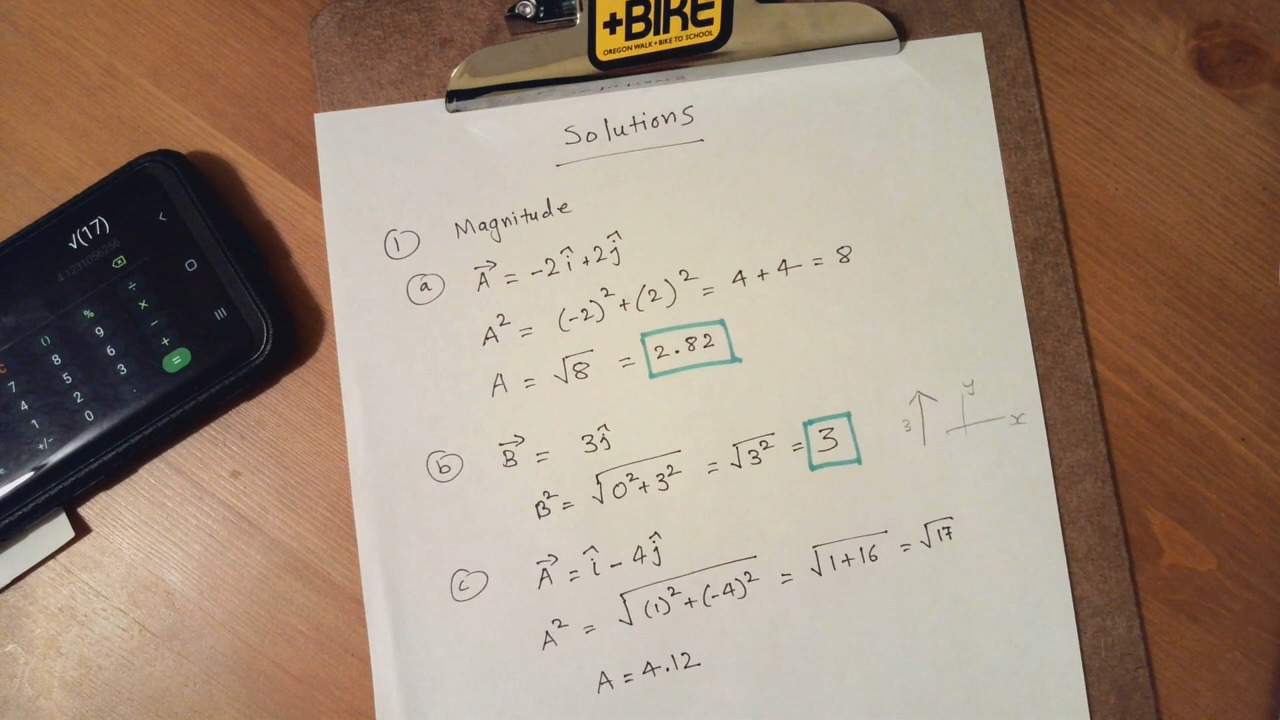 +BIKE
OREGON WALK + BIKE TO SCHOOL
Solutions
① Magnitude
ⓐ A⃗ = -2î + 2ĵ
A² = (-2)² + (2)² = 4 + 4 = 8
A = √8 = 2.82
ⓑ B⃗ = 3ĵ
B² = √0²+3² = √3² = 3
3 y x
ⓒ A⃗ = î - 4ĵ
A² = √(1)²+(-4)² = √1+16 = √17
A = 4.12
√(17)
4.1231056256
() % ÷
7 8 9 ×
4 5 6 −
1 2 3 +
+/- 0 . =